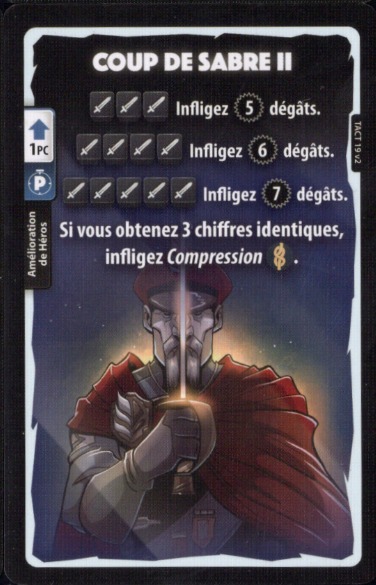 COUP DE SABRE II
Infligez 5 dégâts.
Infligez 6 dégâts.
Infligez 7 dégâts.
Si vous obtenez 3 chiffres identiques,
infligez Compression .
1PC
P
Amélioration
de Héros
TACT 19 v2